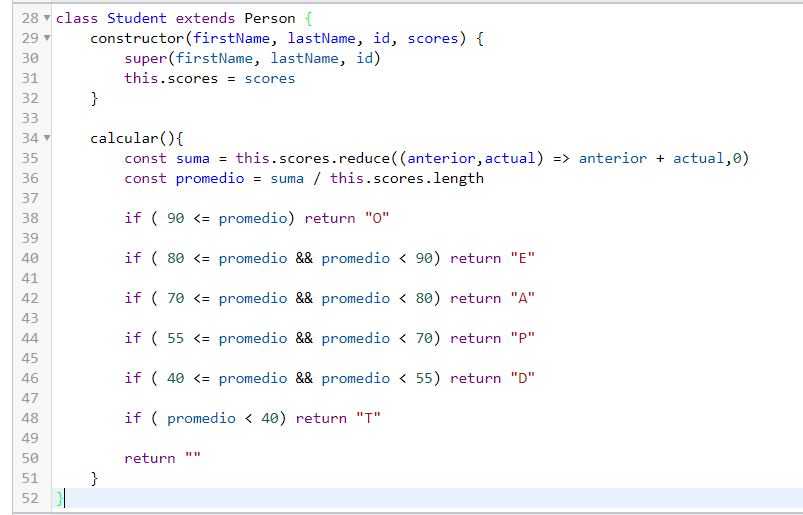 28 class Student extends Person {
29 constructor(firstName, lastName, id, scores) {
30 super(firstName, lastName, id)
31 this.scores = scores
32 }
33
34 calcular(){
35 const suma = this.scores.reduce((anterior,actual) => anterior + actual,0)
36 const promedio = suma / this.scores.length
37
38 if ( 90 <= promedio) return "O"
39
40 if ( 80 <= promedio && promedio < 90) return "E"
41
42 if ( 70 <= promedio && promedio < 80) return "A"
43
44 if ( 55 <= promedio && promedio < 70) return "P"
45
46 if ( 40 <= promedio && promedio < 55) return "D"
47
48 if ( promedio < 40) return "T"
49
50 return ""
51 }
52 }